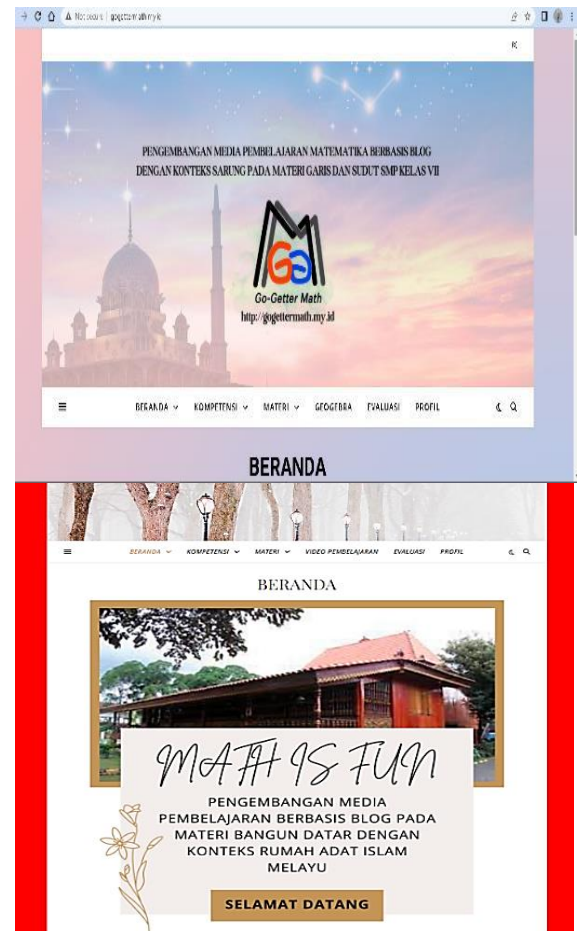 Not secure | gogettermath.my.id
PENGEMBANGAN MEDIA PEMBELAJARAN MATEMATIKA BERBASIS BLOG
DENGAN KONTEKS SARUNG PADA MATERI GARIS DAN SUDUT SMP KELAS VII
Go-Getter Math
http://gogettermath.my.id
BERANDA KOMPETENSI MATERI GEOGEBRA EVALUASI PROFIL
BERANDA
BERANDA KOMPETENSI MATERI VIDEO PEMBELAJARAN EVALUASI PROFIL
BERANDA
MATH IS FUN
PENGEMBANGAN MEDIA
PEMBELAJARAN BERBASIS BLOG PADA
MATERI BANGUN DATAR DENGAN
KONTEKS RUMAH ADAT ISLAM
MELAYU
SELAMAT DATANG